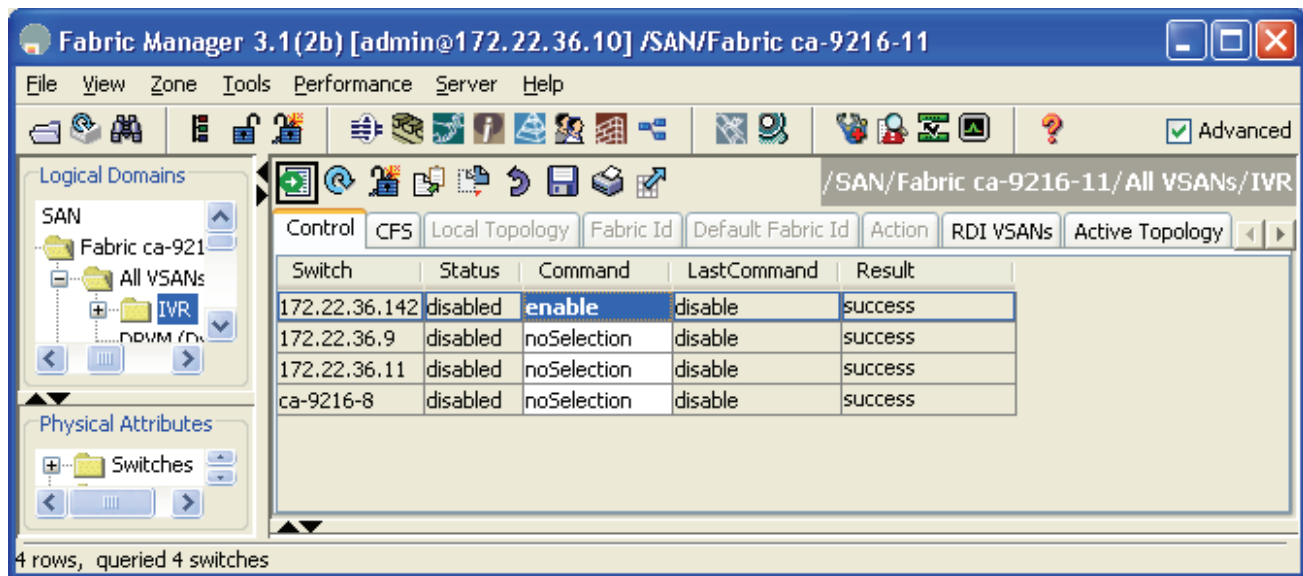 Fabric Manager 3.1(2b) [admin@172.22.36.10] /SAN/Fabric ca-9216-11
File View Zone Tools Performance Server Help
Advanced
Logical Domains
/SAN/Fabric ca-9216-11/All VSANs/IVR
SAN
Fabric ca-921
All VSANs
IVR
Control CFS Local Topology Fabric Id Default Fabric Id Action RDI VSANs Active Topology
Switch Status Command LastCommand Result
172.22.36.142 disabled enable disable success
172.22.36.9 disabled noSelection disable success
172.22.36.11 disabled noSelection disable success
ca-9216-8 disabled noSelection disable success
Physical Attributes
Switches
4 rows, queried 4 switches